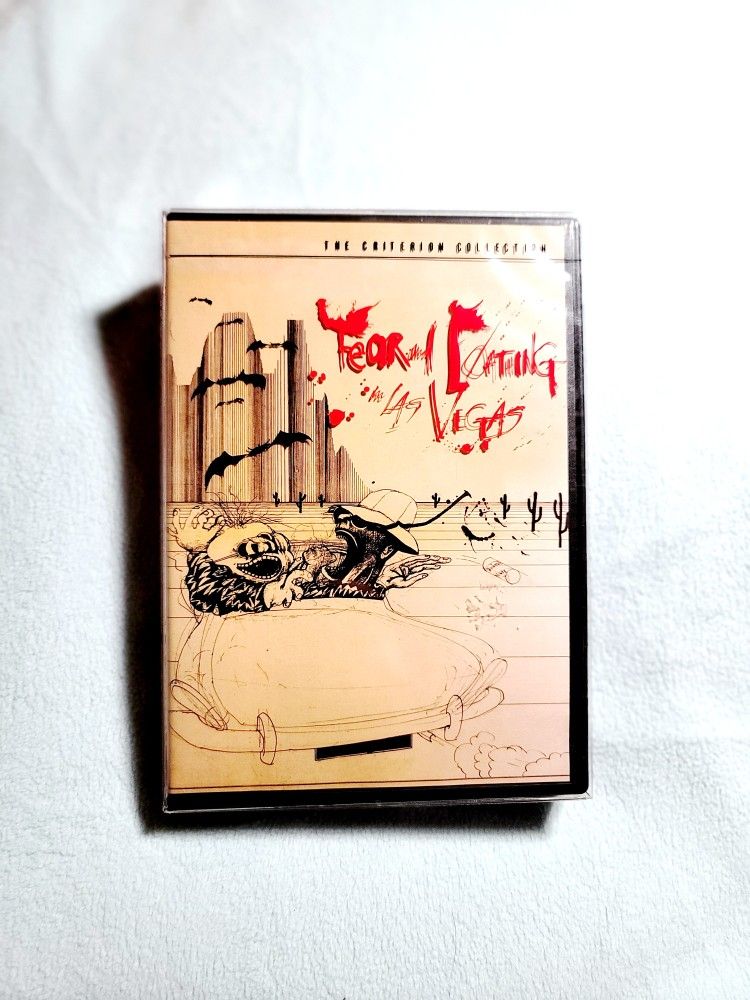 THE CRITERION COLLECTION
FEAR and LOATHING
IN LAS VEGAS